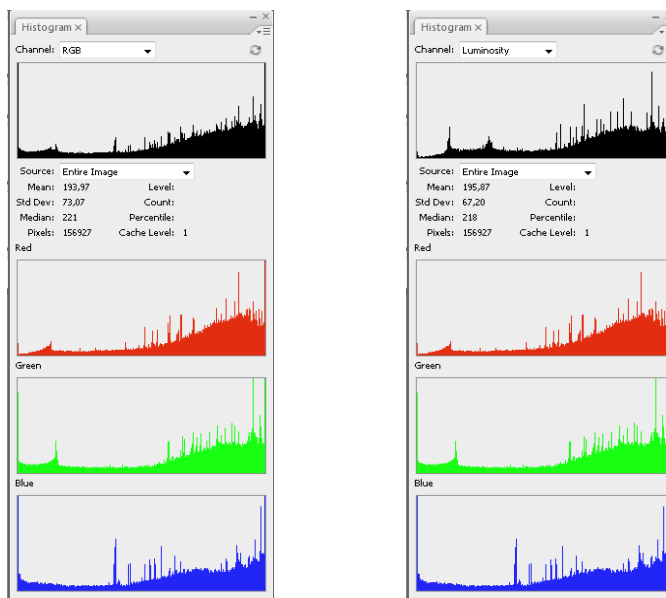 Histogram ×
Channel: RGB
Source: Entire Image
Mean: 193,97 Level:
Std Dev: 73,07 Count:
Median: 221 Percentile:
Pixels: 156927 Cache Level: 1
Red
Green
Blue
Histogram ×
Channel: Luminosity
Source: Entire Image
Mean: 195,87 Level:
Std Dev: 67,20 Count:
Median: 218 Percentile:
Pixels: 156927 Cache Level: 1
Red
Green
Blue